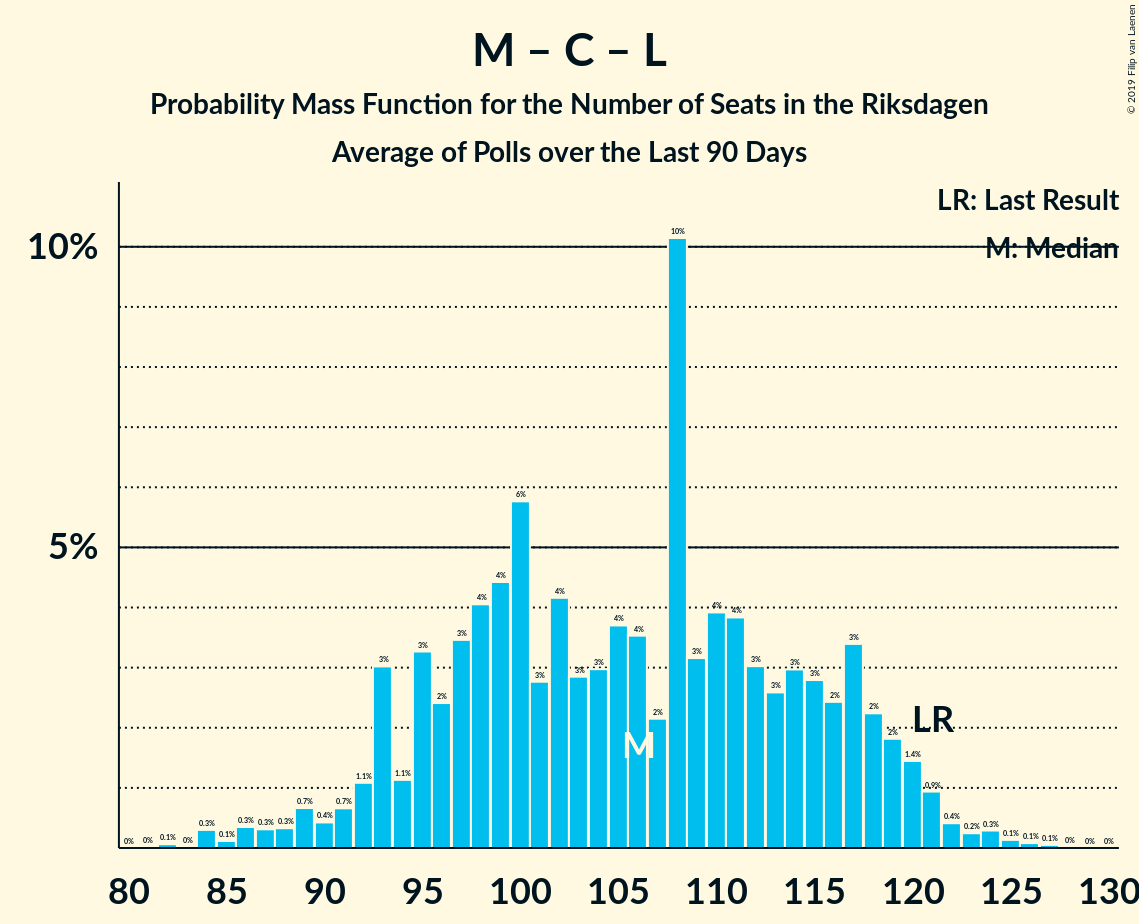 M – C – L
Probability Mass Function for the Number of Seats in the Riksdagen
Average of Polls over the Last 90 Days
© 2019 Filip van Laenen
LR: Last Result
M: Median
10%
5%
0% 0% 0.1% 0% 0.3% 0.1% 0.3% 0.3% 0.3% 0.7% 0.4% 0.7% 1.1% 3% 1.1% 3% 2% 3% 4% 4% 6% 3% 4% 3% 3% 4% 4% 2% 10% 3% 4% 4% 3% 3% 3% 3% 2% 3% 2% 2% 1.4% 0.9% 0.4% 0.2% 0.3% 0.1% 0.1% 0.1% 0% 0% 0%
M
LR
80 85 90 95 100 105 110 115 120 125 130